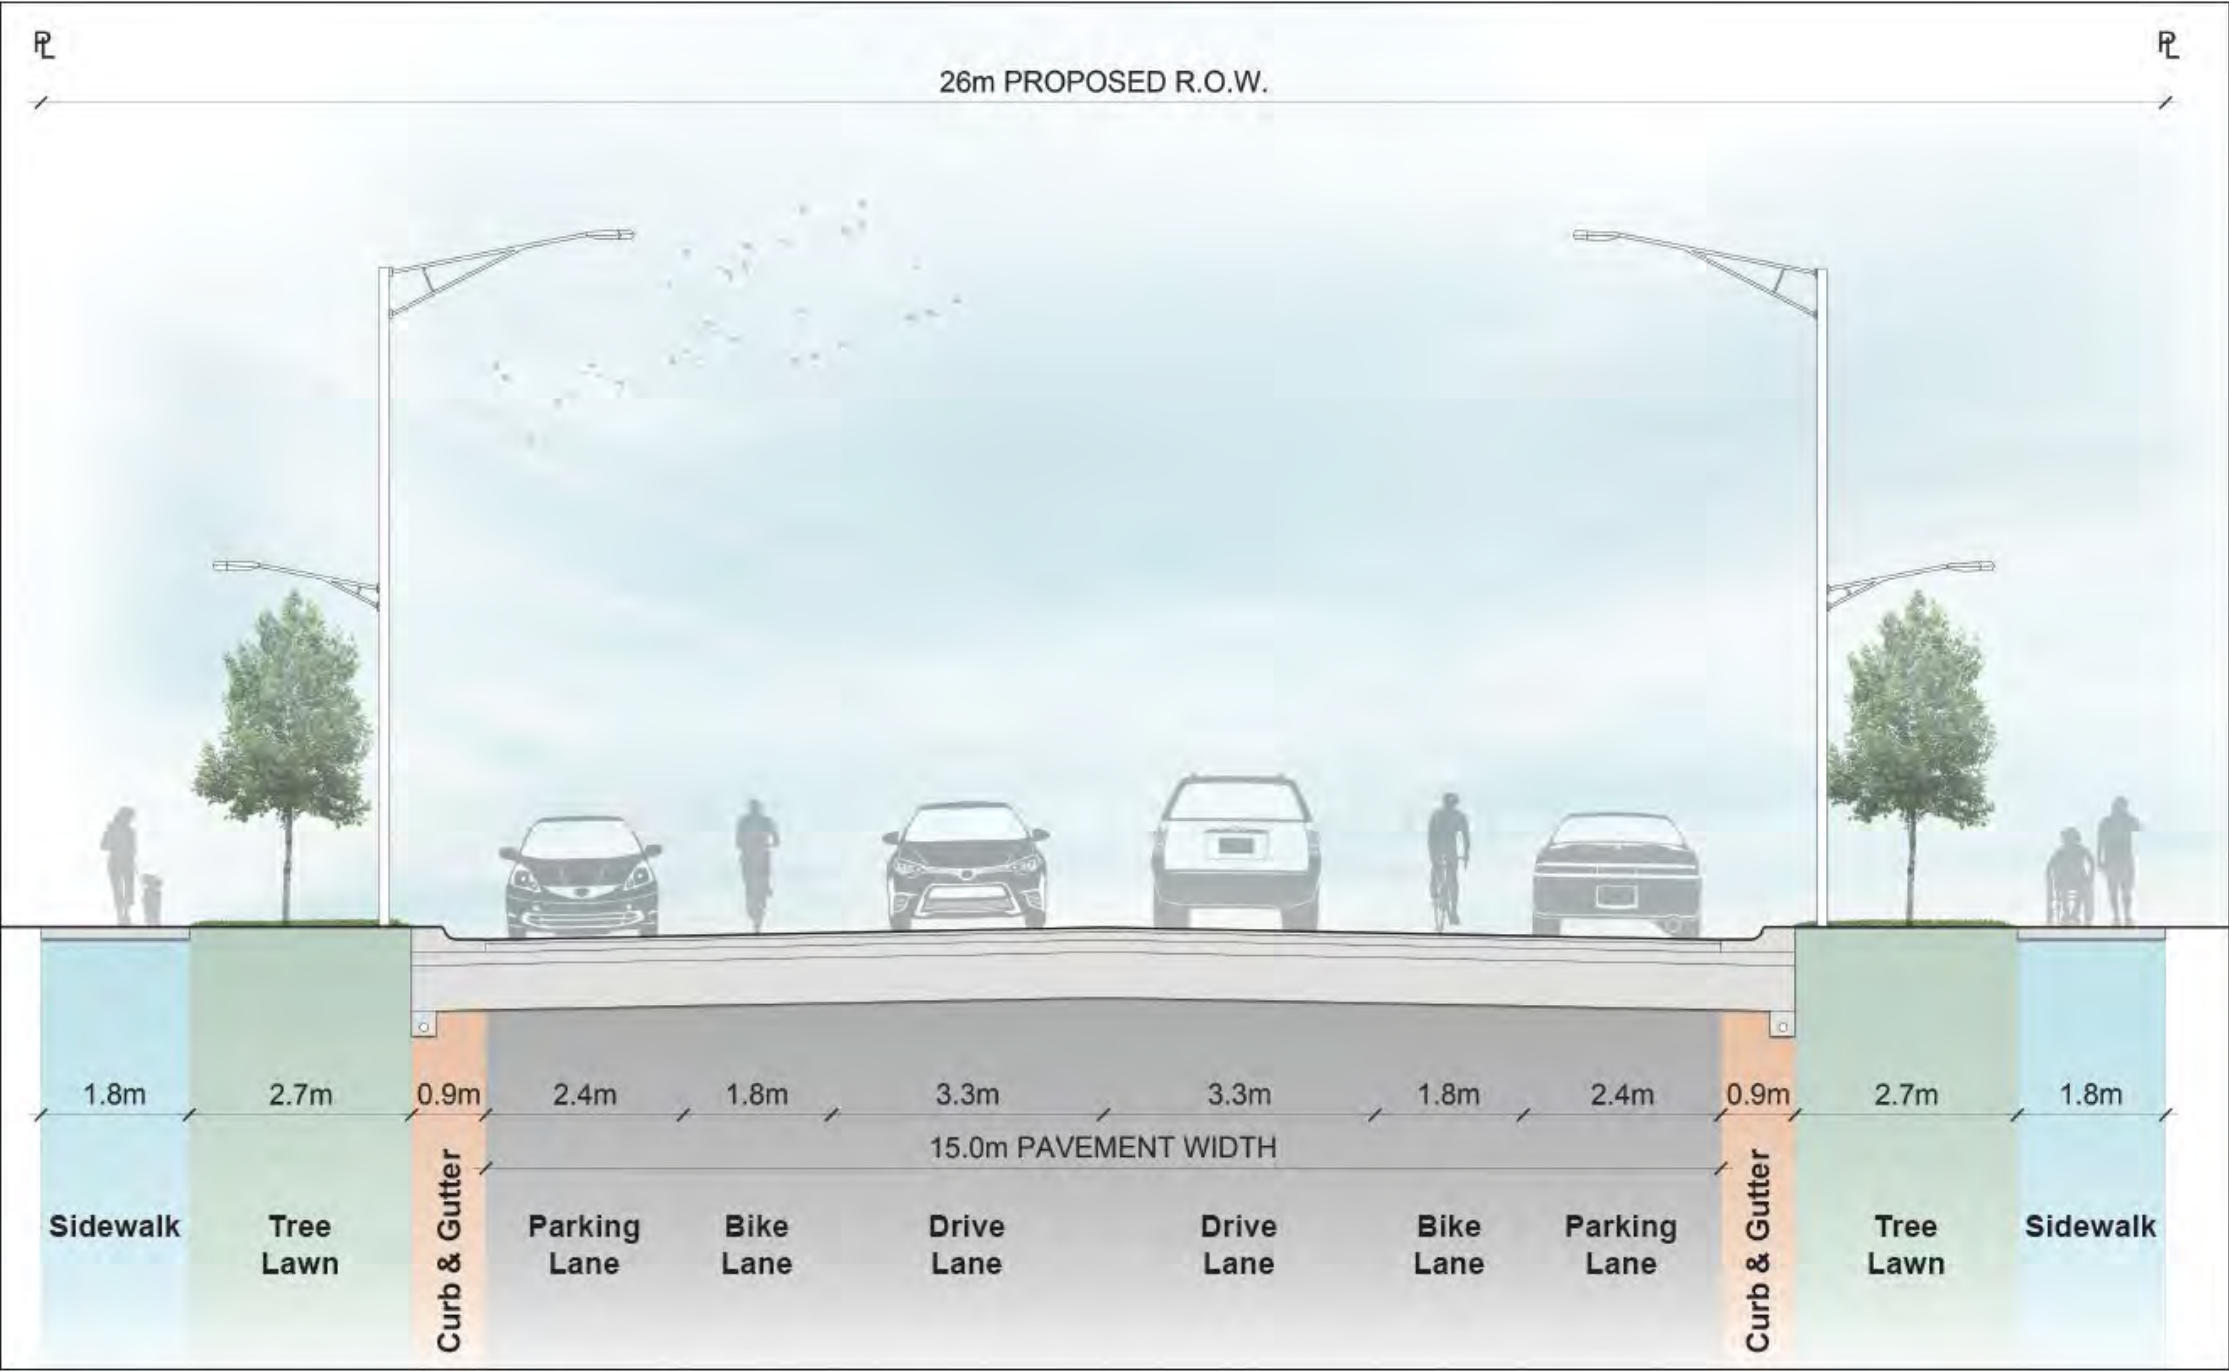 PL
PL
26m PROPOSED R.O.W.
1.8m
2.7m
0.9m
2.4m
1.8m
3.3m
3.3m
1.8m
2.4m
0.9m
2.7m
1.8m
15.0m PAVEMENT WIDTH
Sidewalk
Tree
Lawn
Curb & Gutter
Parking
Lane
Bike
Lane
Drive
Lane
Drive
Lane
Bike
Lane
Parking
Lane
Curb & Gutter
Tree
Lawn
Sidewalk